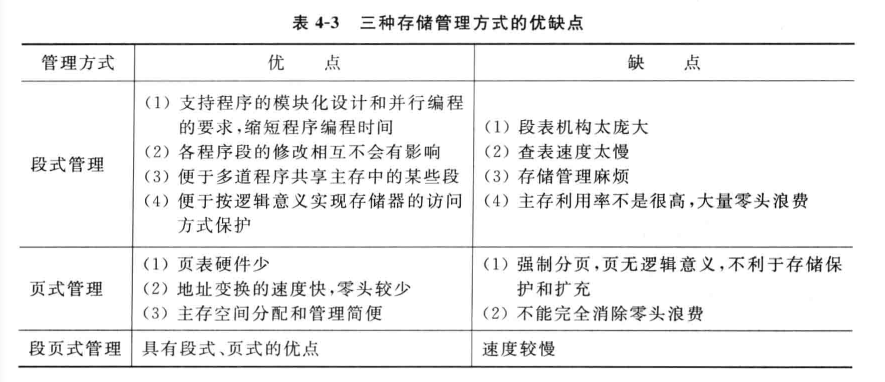 表 4-3 三种存储管理方式的优缺点
管理方式 优 点 缺 点
段式管理
(1) 支持程序的模块化设计和并行编程
的要求,缩短程序编程时间
(2) 各程序段的修改相互不会有影响
(3) 便于多道程序共享主存中的某些段
(4) 便于按逻辑意义实现存储器的访问
方式保护
(1) 段表机构太庞大
(2) 查表速度太慢
(3) 存储管理麻烦
(4) 主存利用率不是很高,大量零头浪费
页式管理
(1) 页表硬件少
(2) 地址变换的速度快,零头较少
(3) 主存空间分配和管理简便
(1) 强制分页,页无逻辑意义,不利于存储保
护和扩充
(2) 不能完全消除零头浪费
段页式管理 具有段式、页式的优点 速度较慢